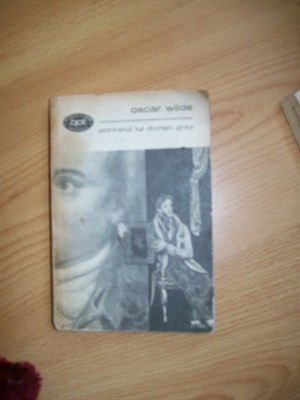 oscar wilde
bpt
portretul lui dorian gray